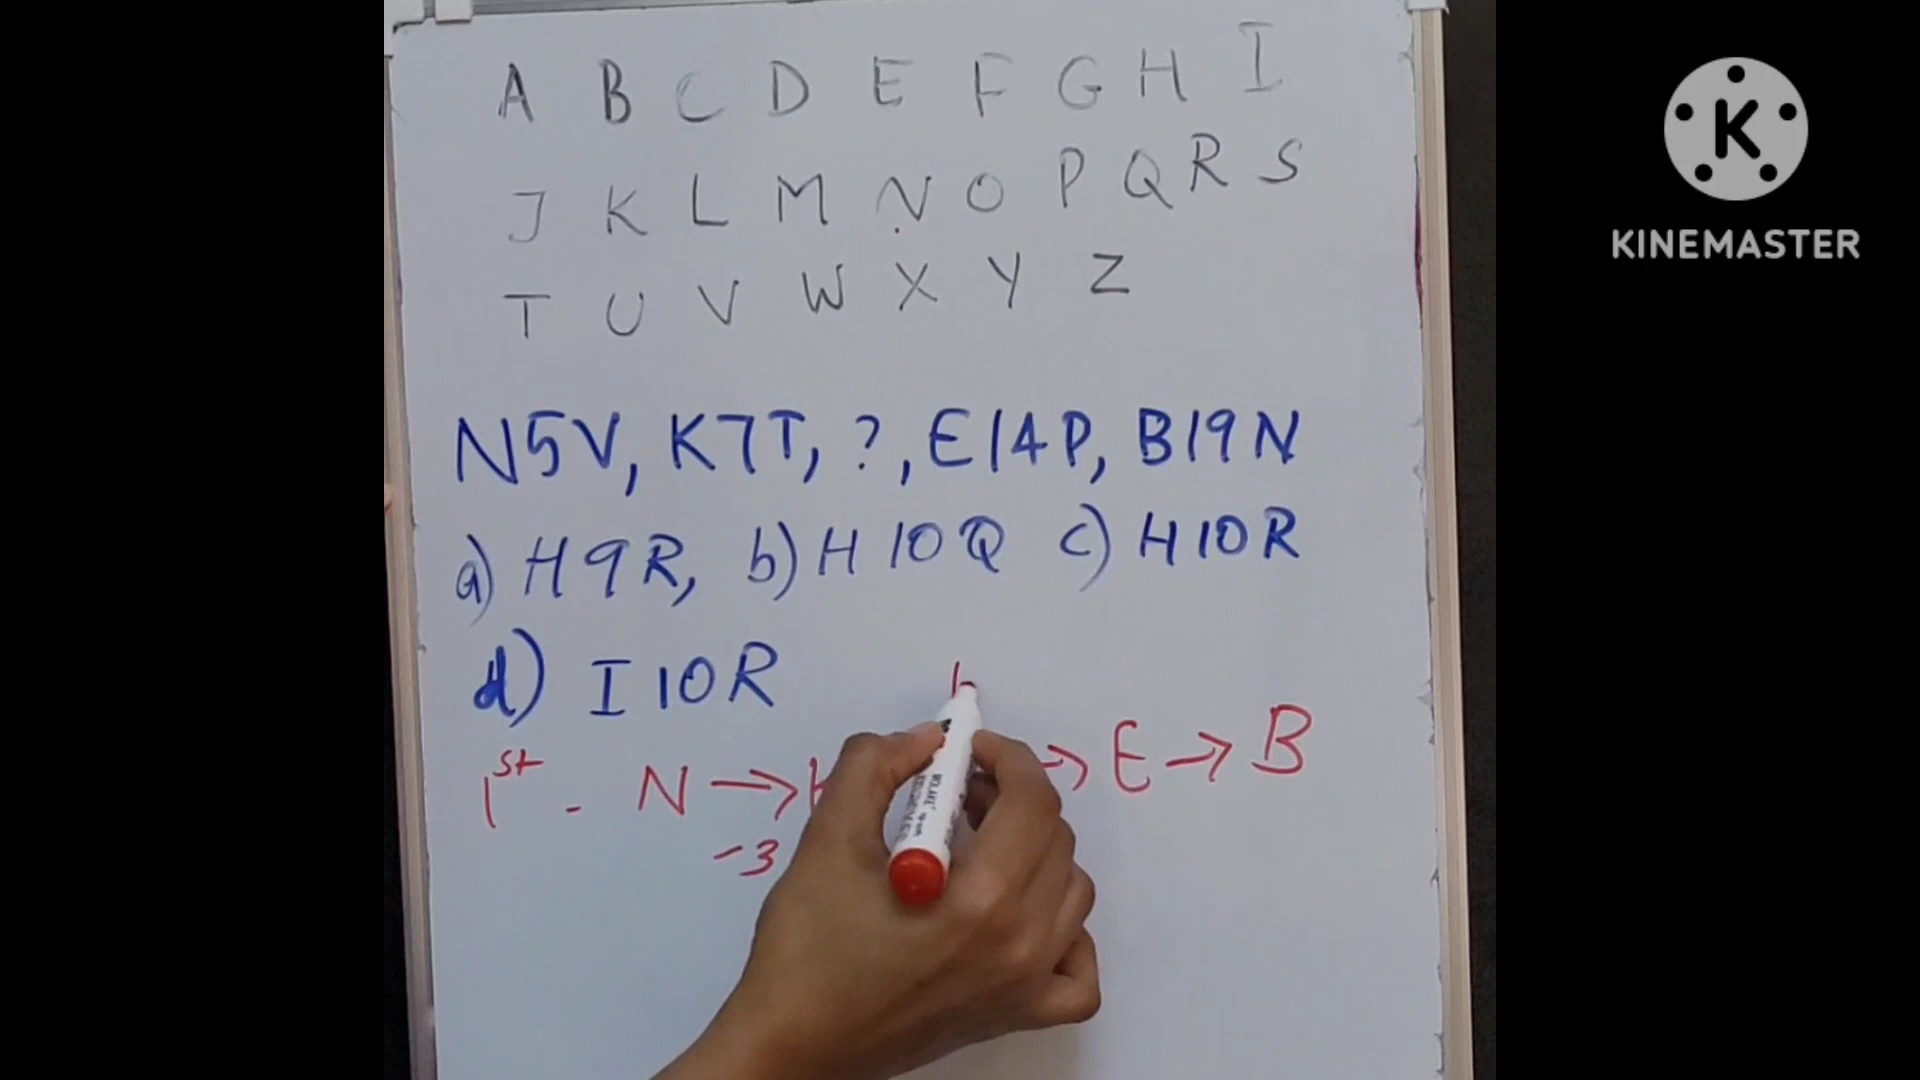 A B C D E F G H I
J K L M N O P Q R S
T U V W X Y Z
N5V, K7T, ?, E14P, B19N
a) H9R, b) H10Q c) H10R
d) I10R
1st - N → → E → B
-3
KINEMASTER